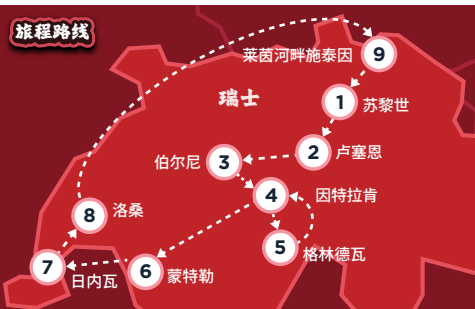 旅程路线
莱茵河畔施泰因 9
瑞士
1 苏黎世
伯尔尼 3
2 卢塞恩
4 因特拉肯
8 洛桑
5 格林德瓦
7 日内瓦
6 蒙特勒